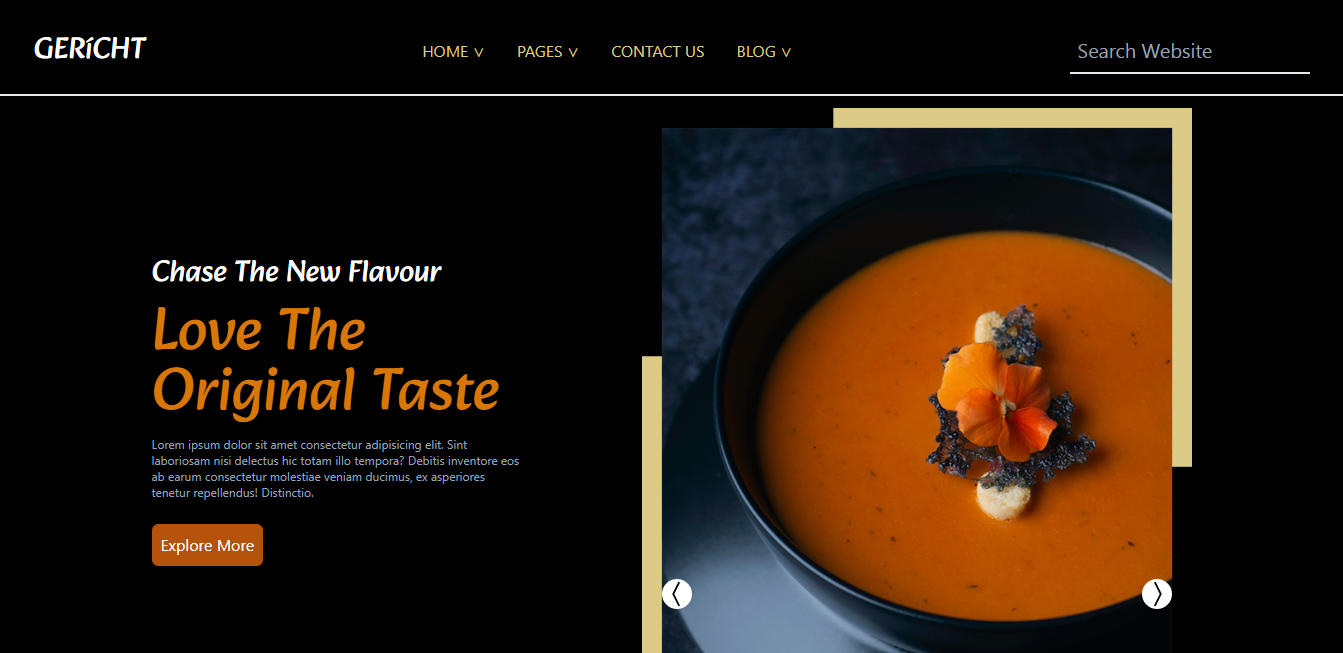 GERíCHT
HOME ∨ PAGES ∨ CONTACT US BLOG ∨
Search Website
Chase The New Flavour
Love The
Original Taste
Lorem ipsum dolor sit amet consectetur adipisicing elit. Sint
laboriosam nisi delectus hic totam illo tempora? Debitis inventore eos
ab earum consectetur molestiae veniam ducimus, ex asperiores
tenetur repellendus! Distinctio.
Explore More